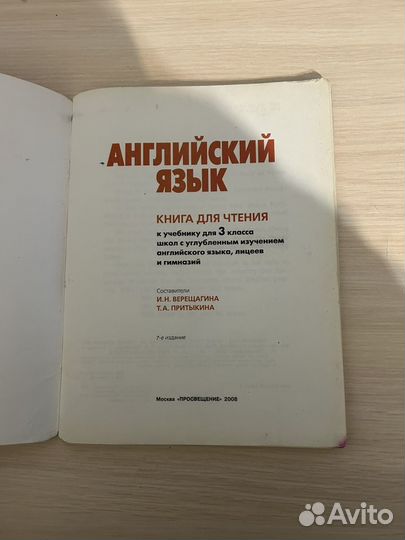 АНГЛИЙСКИЙ
ЯЗЫК
КНИГА ДЛЯ ЧТЕНИЯ
к учебнику для 3 класса
школ с углубленным изучением
английского языка, лицеев
и гимназий
Составители
И.Н. ВЕРЕЩАГИНА
Т.А. ПРИТЫКИНА
7-е издание
Москва «ПРОСВЕЩЕНИЕ» 2008
Avito